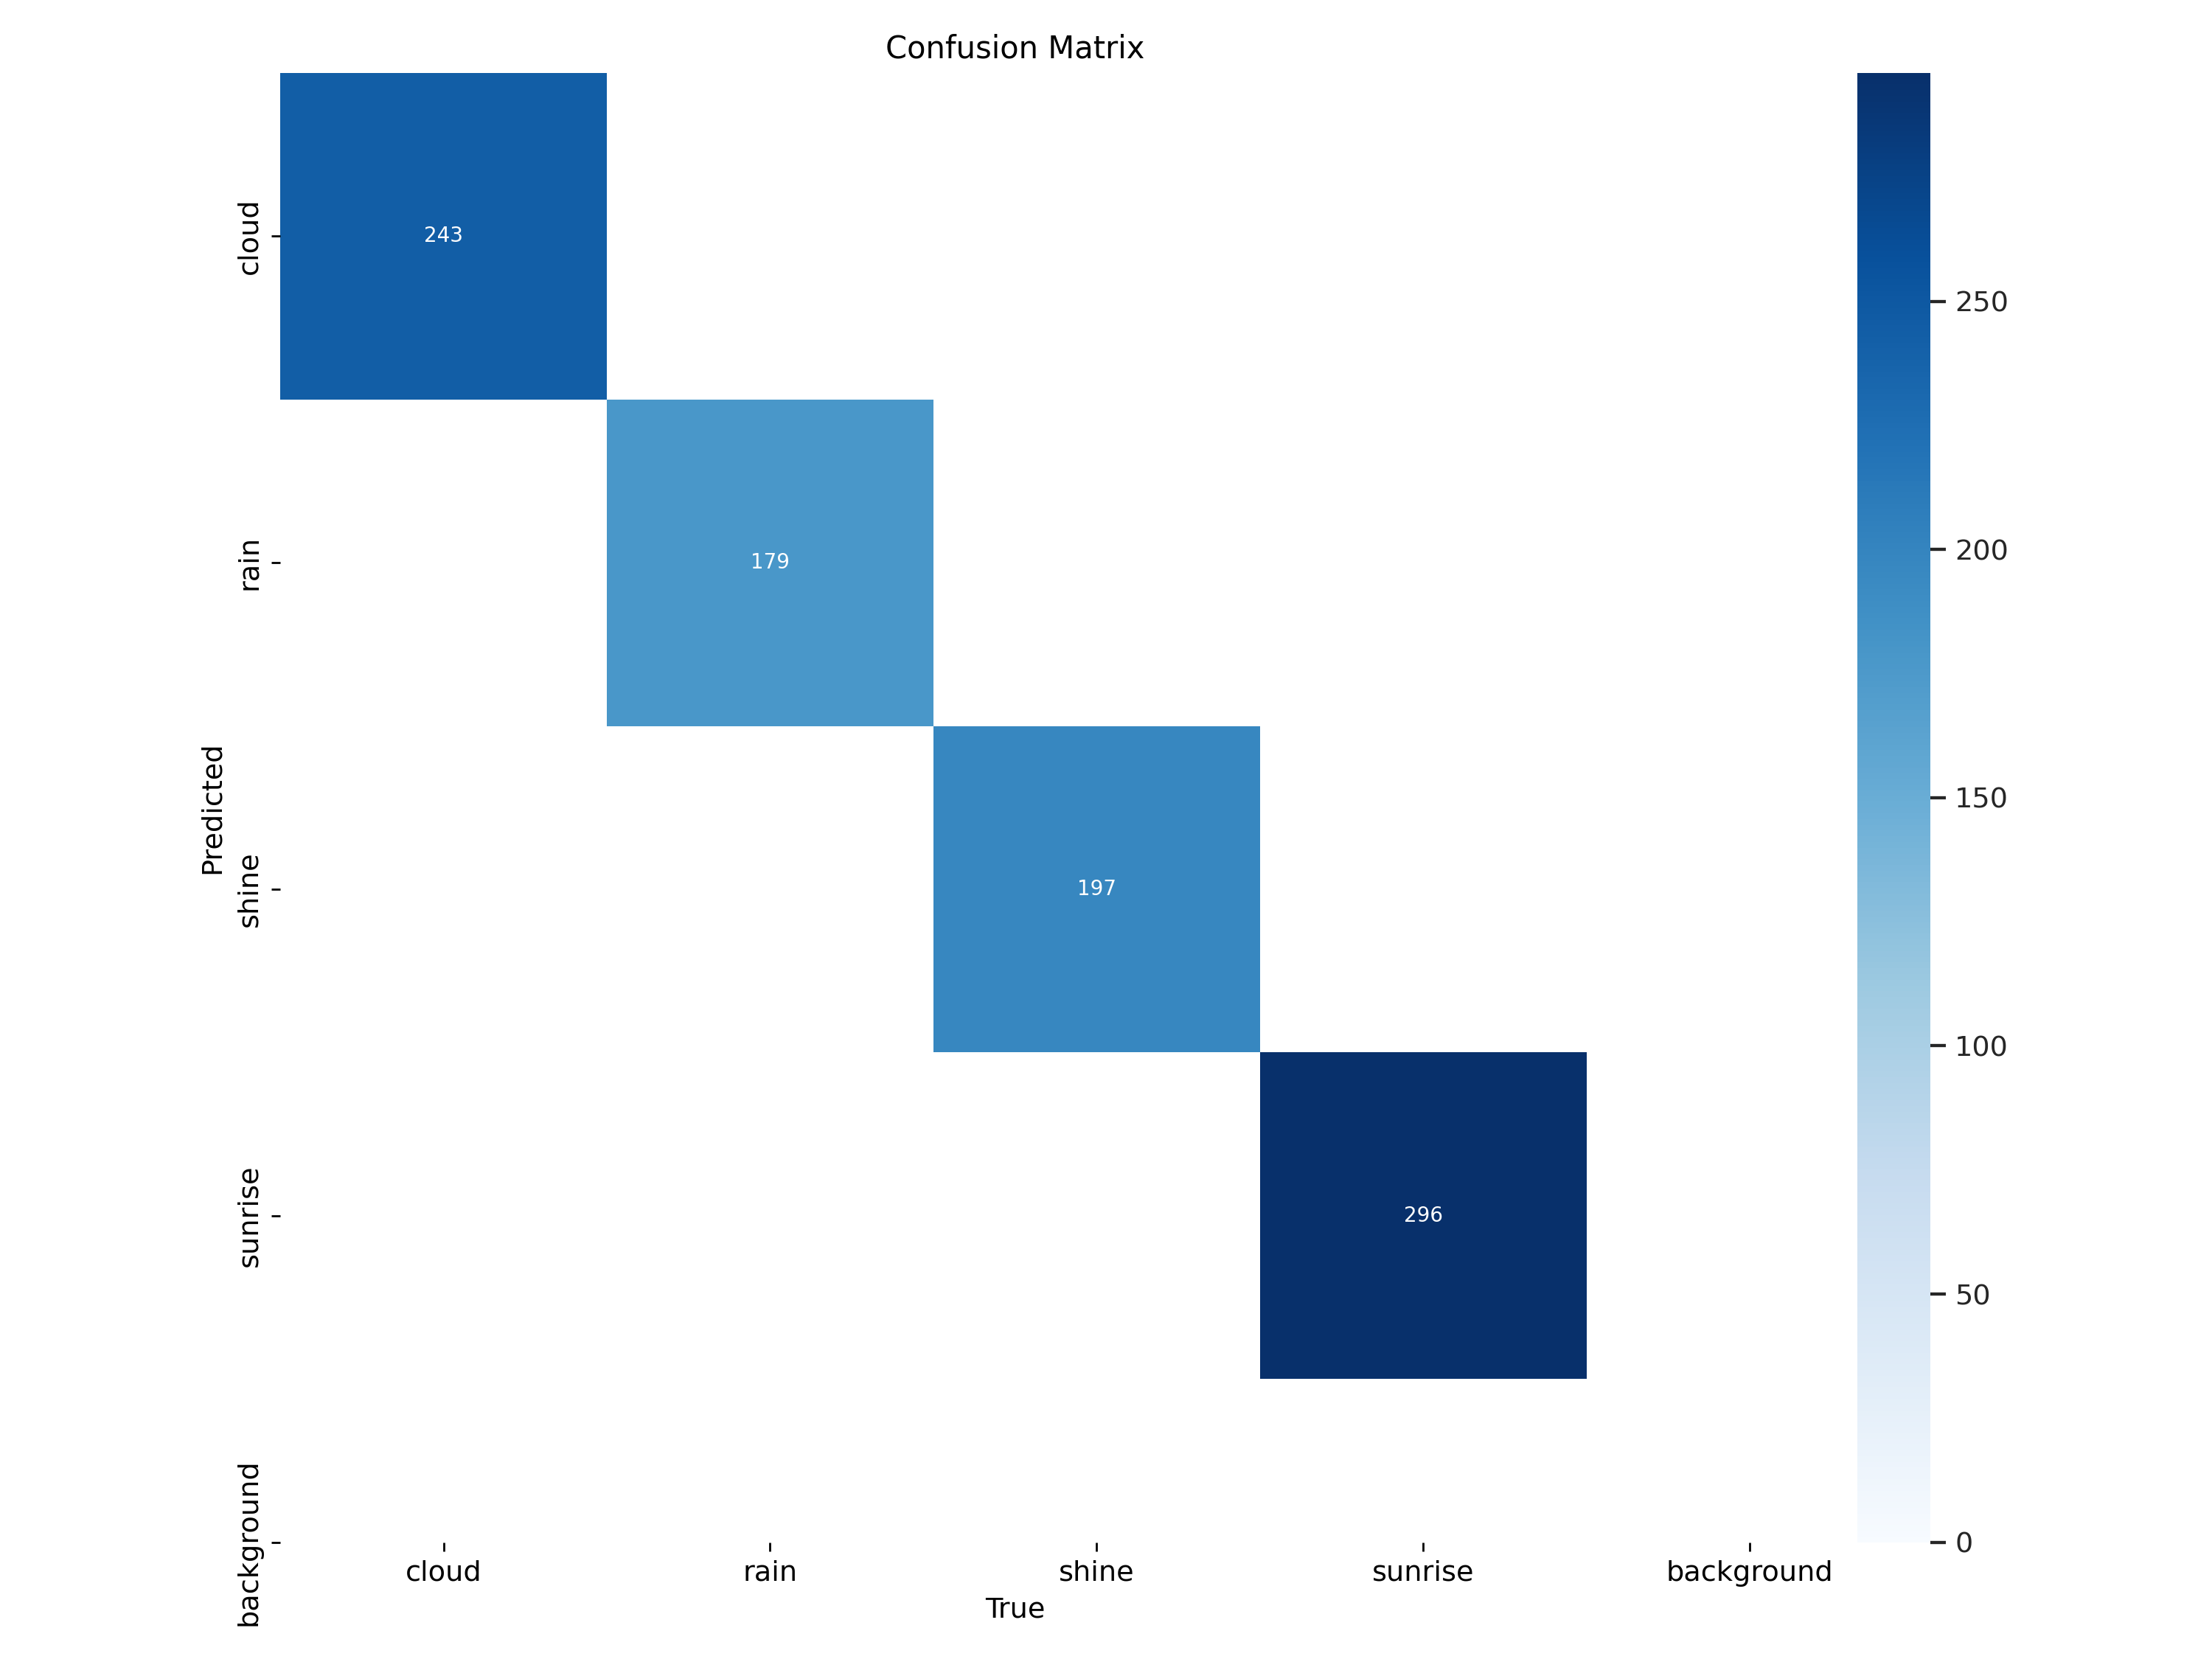 Confusion Matrix
Predicted
cloud
rain
shine
sunrise
background
243
179
197
296
cloud rain shine sunrise background
True
250
200
150
100
50
0